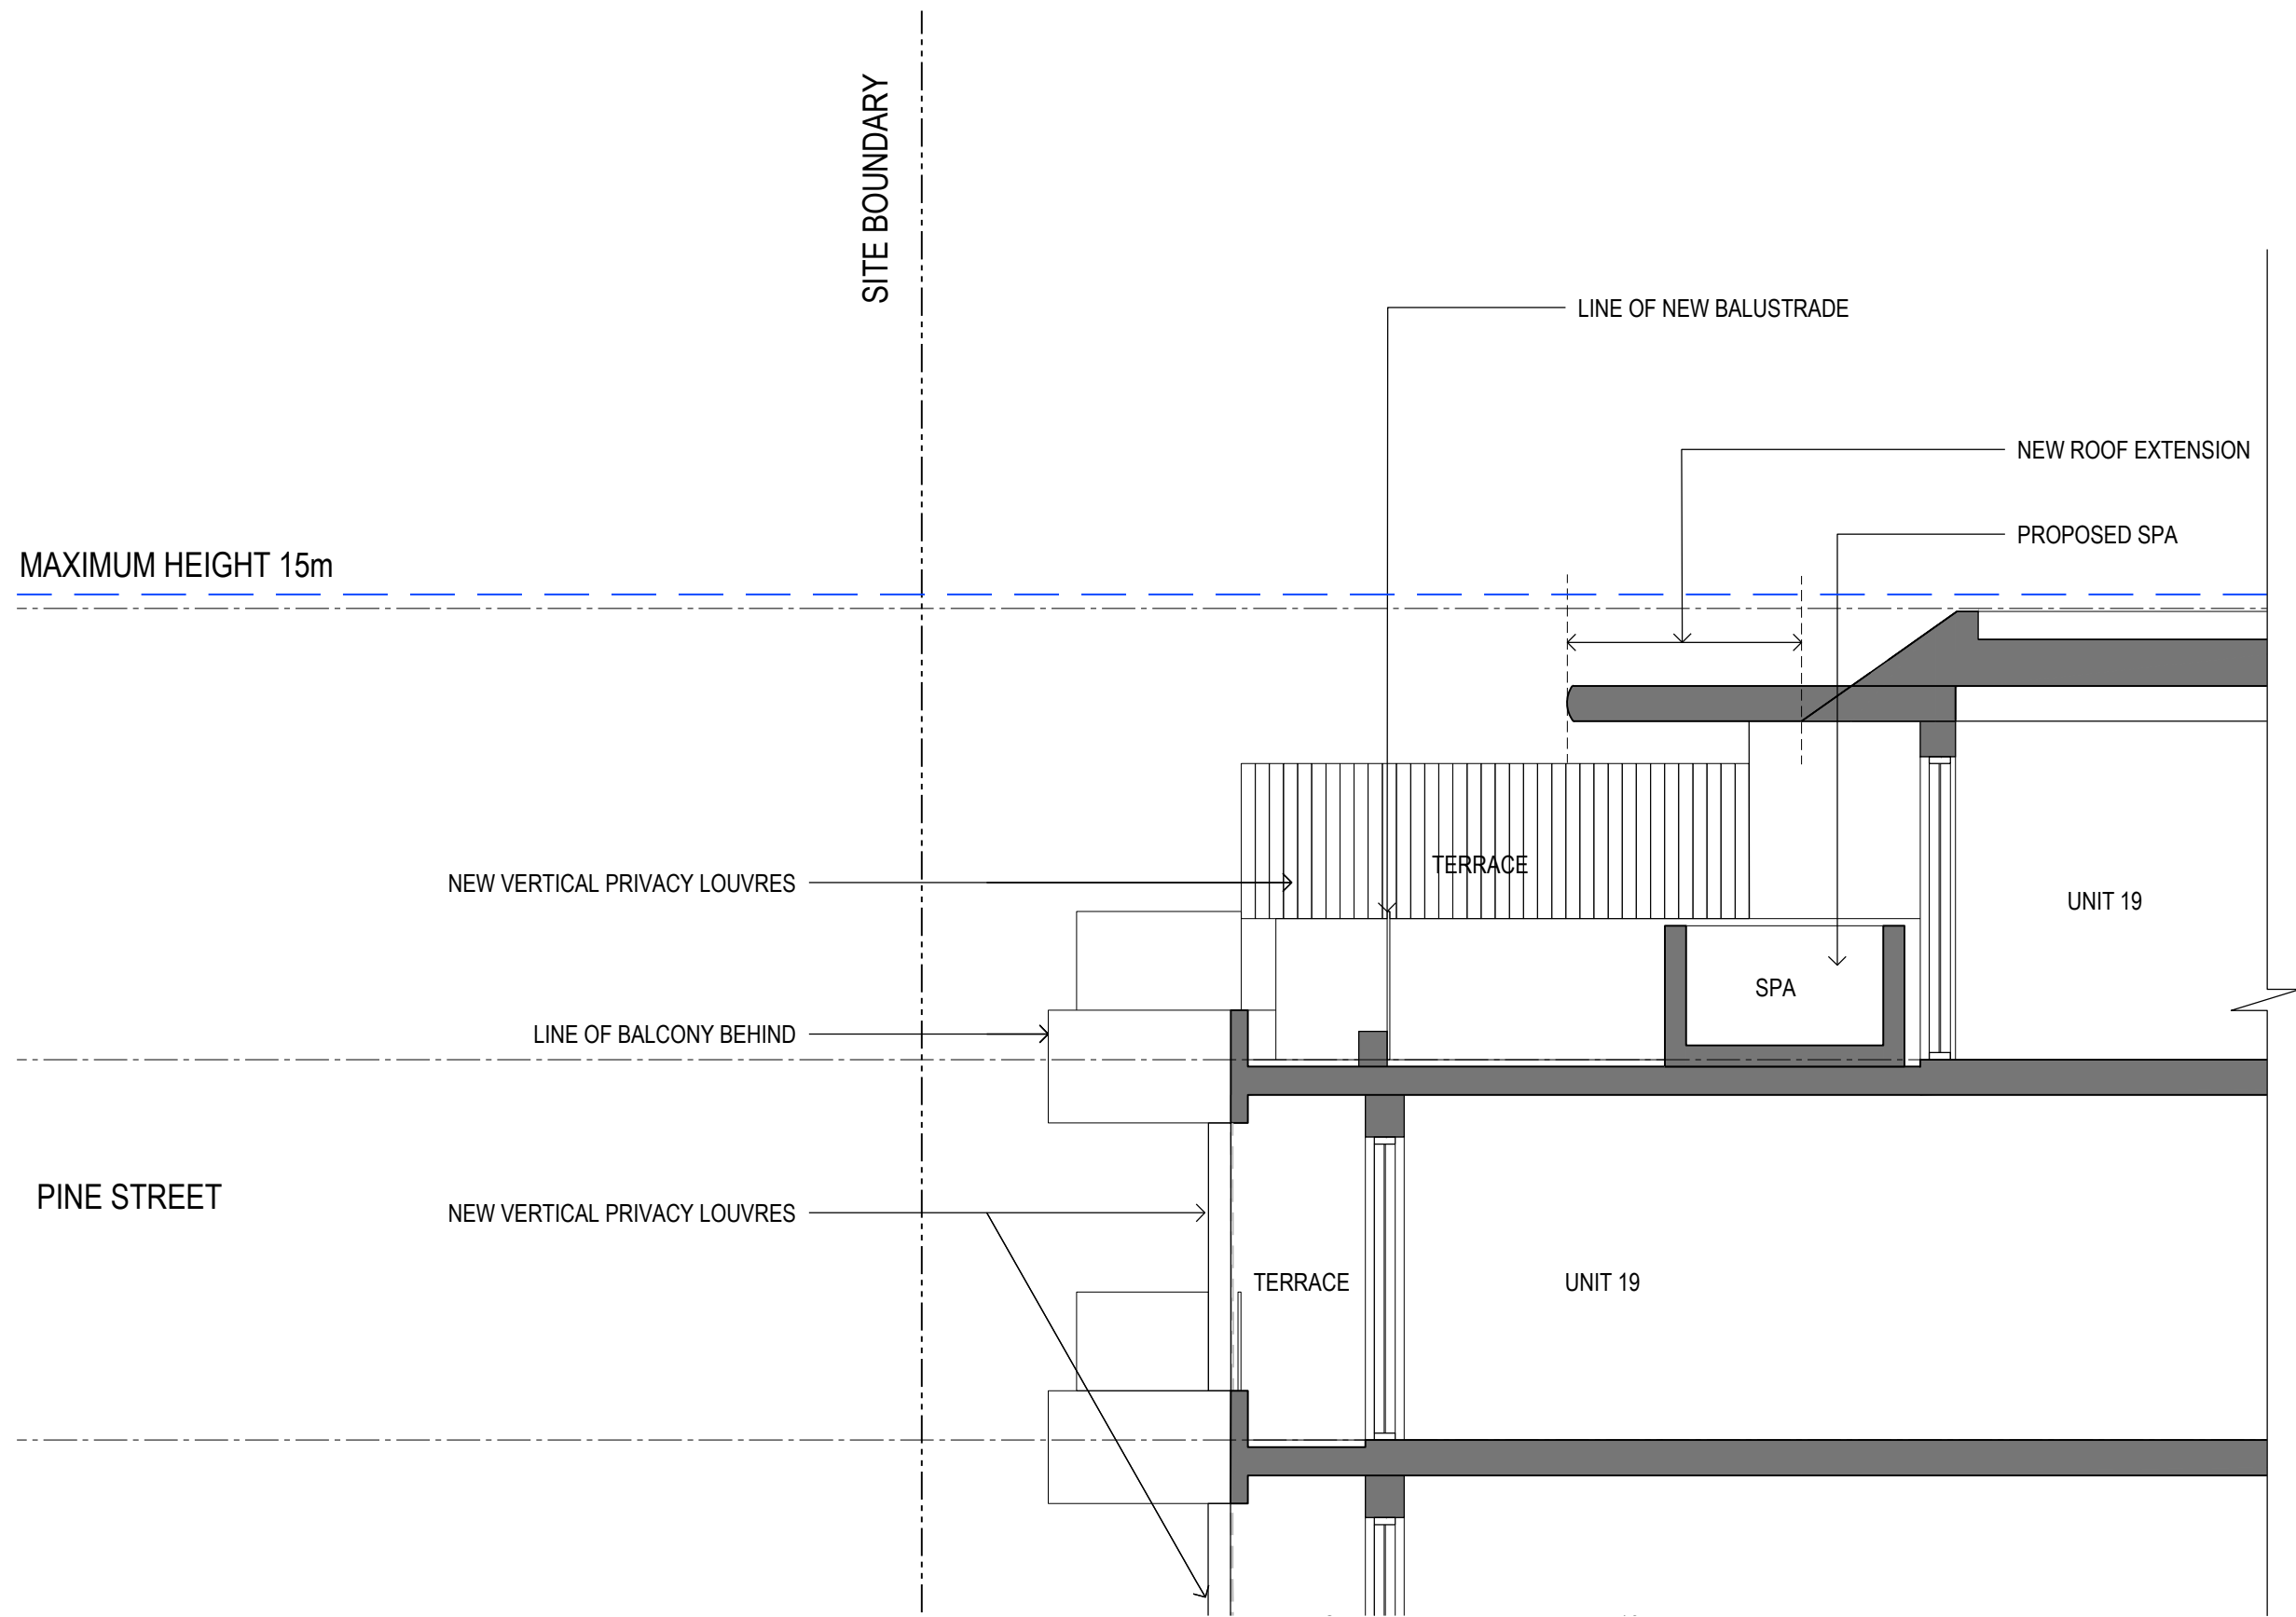 SITE BOUNDARY
LINE OF NEW BALUSTRADE
NEW ROOF EXTENSION
PROPOSED SPA
MAXIMUM HEIGHT 15m
TERRACE
NEW VERTICAL PRIVACY LOUVRES
UNIT 19
SPA
LINE OF BALCONY BEHIND
PINE STREET
NEW VERTICAL PRIVACY LOUVRES
TERRACE
UNIT 19